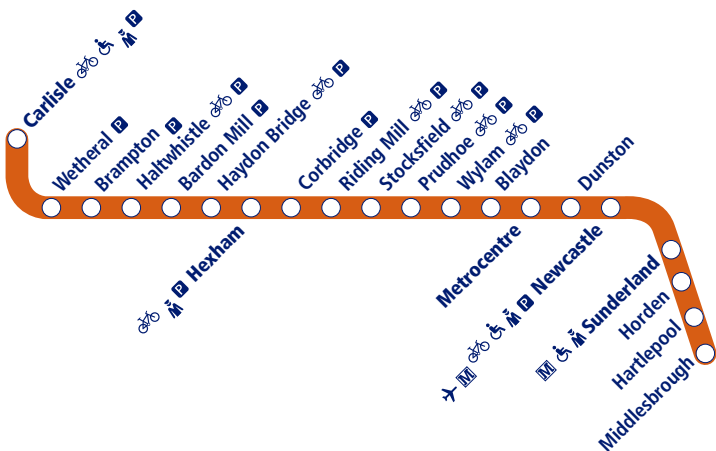 Carlisle P
Wetheral P
Brampton P
Haltwhistle P
Bardon Mill P
Haydon Bridge P
P Hexham
Corbridge P
Riding Mill P
Stocksfield P
Prudhoe P
Wylam P
Blaydon
Metrocentre
Dunston
M P Newcastle
M Sunderland
Horden
Hartlepool
Middlesbrough